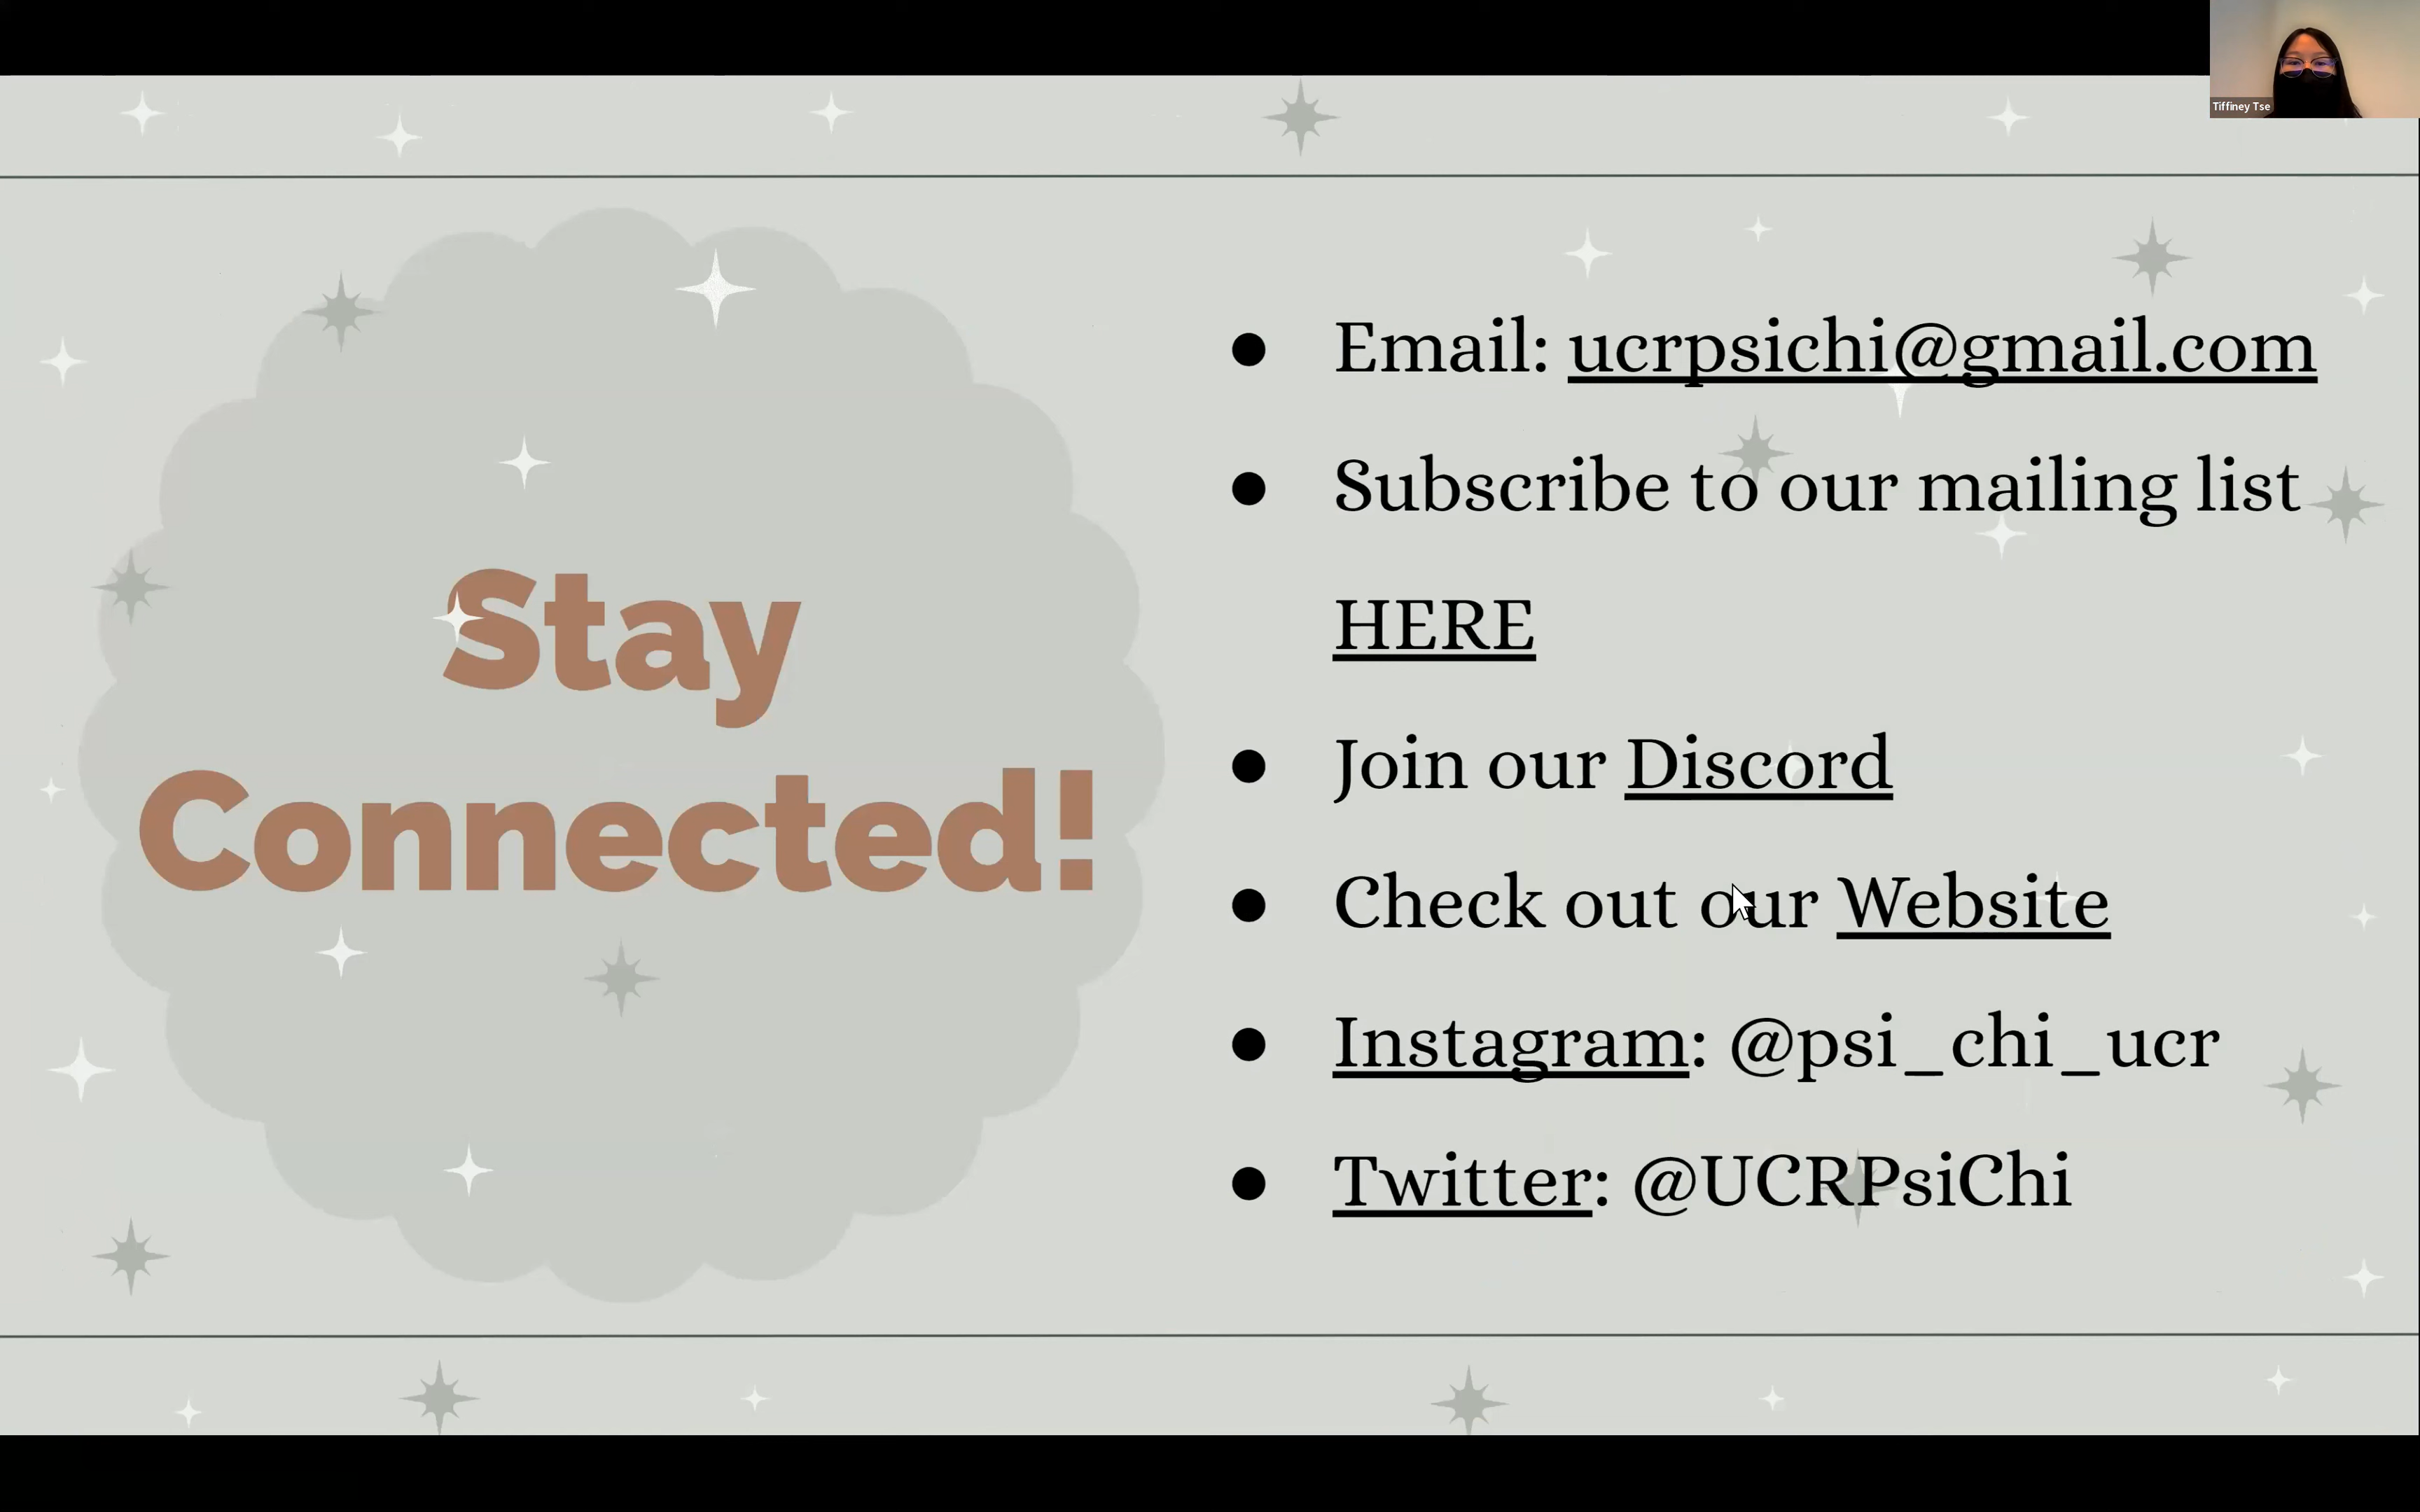 Tiffiney Tse
Stay
Connected!
● Email: ucrpsichi@gmail.com
● Subscribe to our mailing list
HERE
● Join our Discord
● Check out our Website
● Instagram: @psi_chi_ucr
● Twitter: @UCRPsiChi